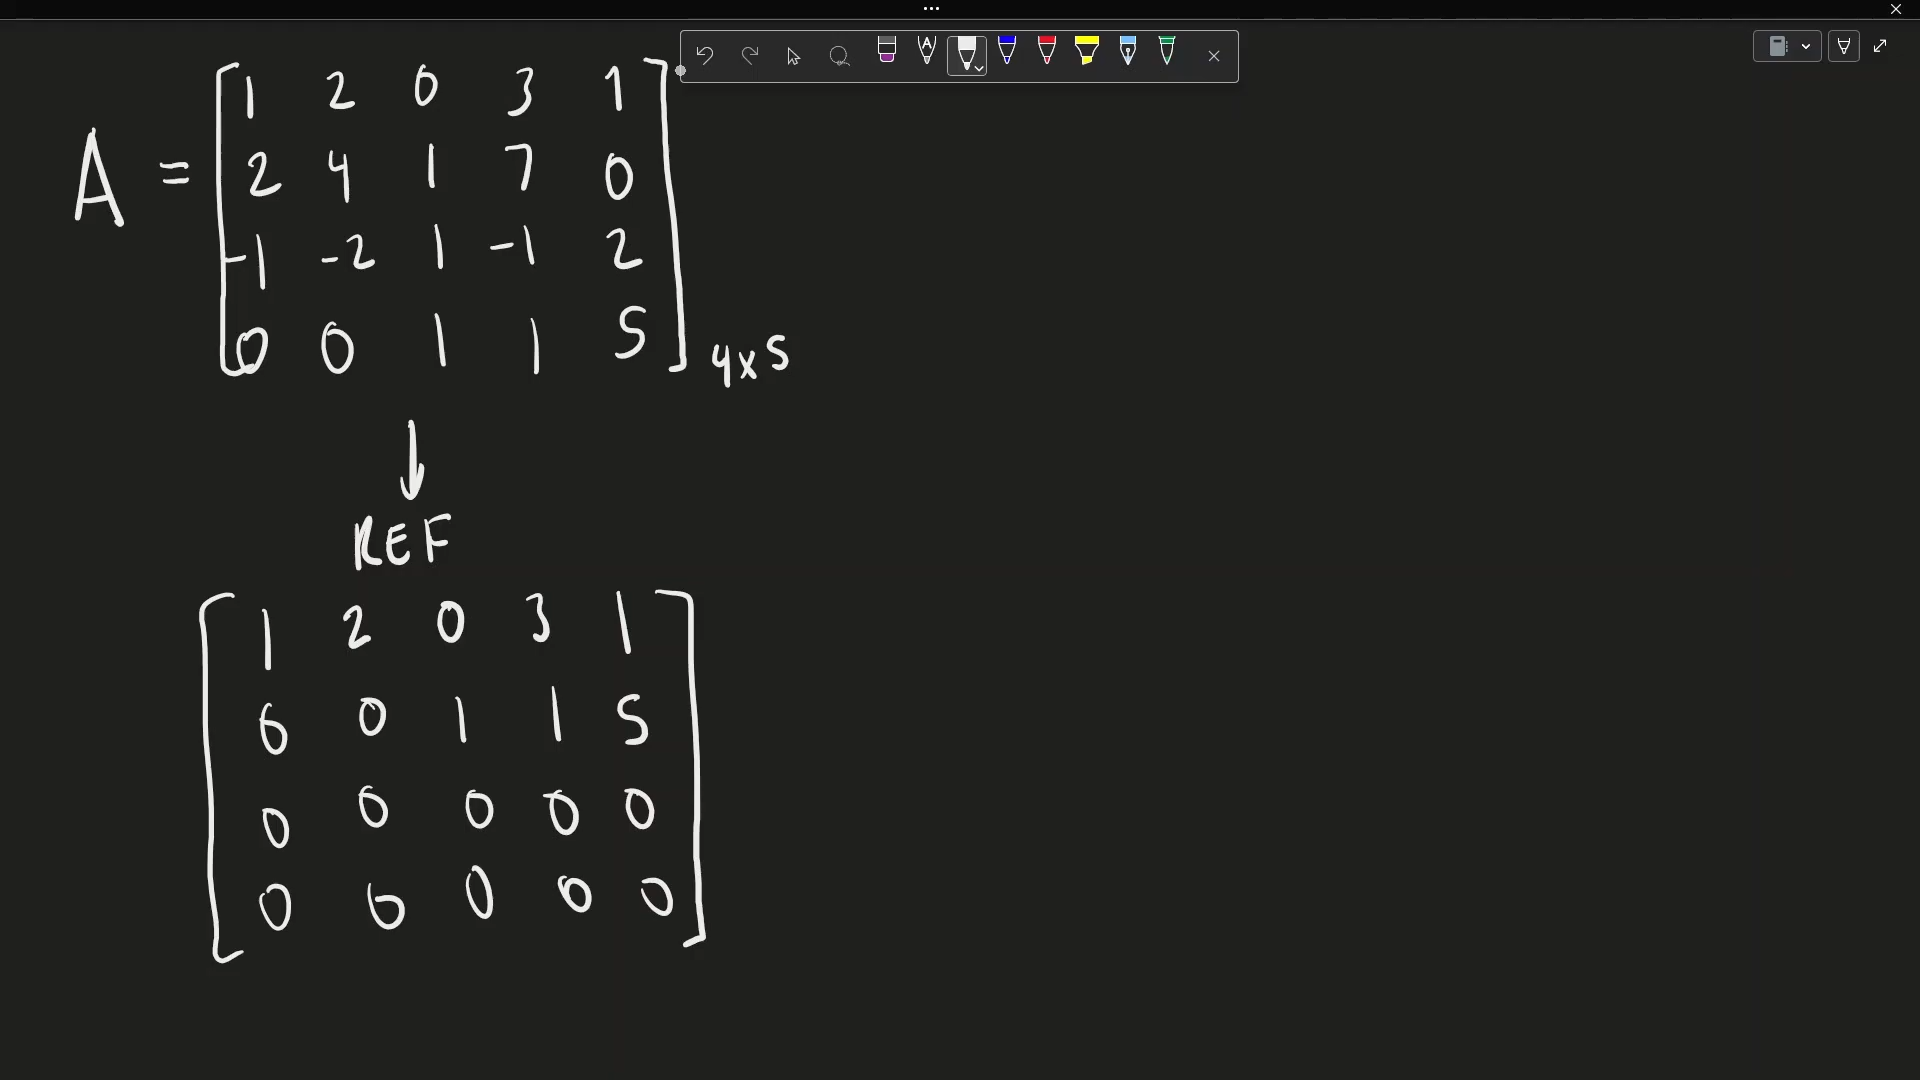 1 2 0 3 1
A = 2 4 1 7 0
-1 -2 1 -1 2
0 0 1 1 5
4x5
REF
1 2 0 3 1
0 0 1 1 5
0 0 0 0 0
0 0 0 0 0